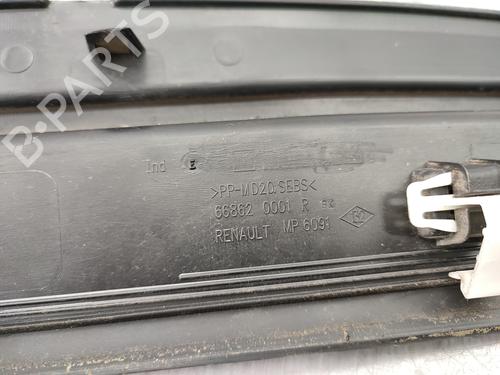 Ind E
>PP-MD20/SEBS<
66862 0001 R
RENAULT MP 6091
B-PARTS